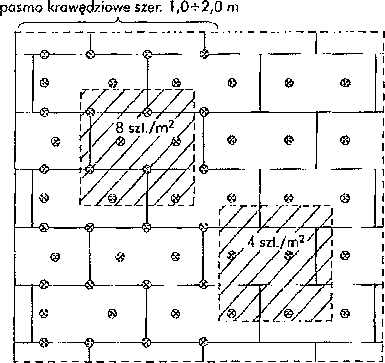 pasmo krawędziowe szer. 1,0÷2,0 m
8 szt./m²
4 szt./m²